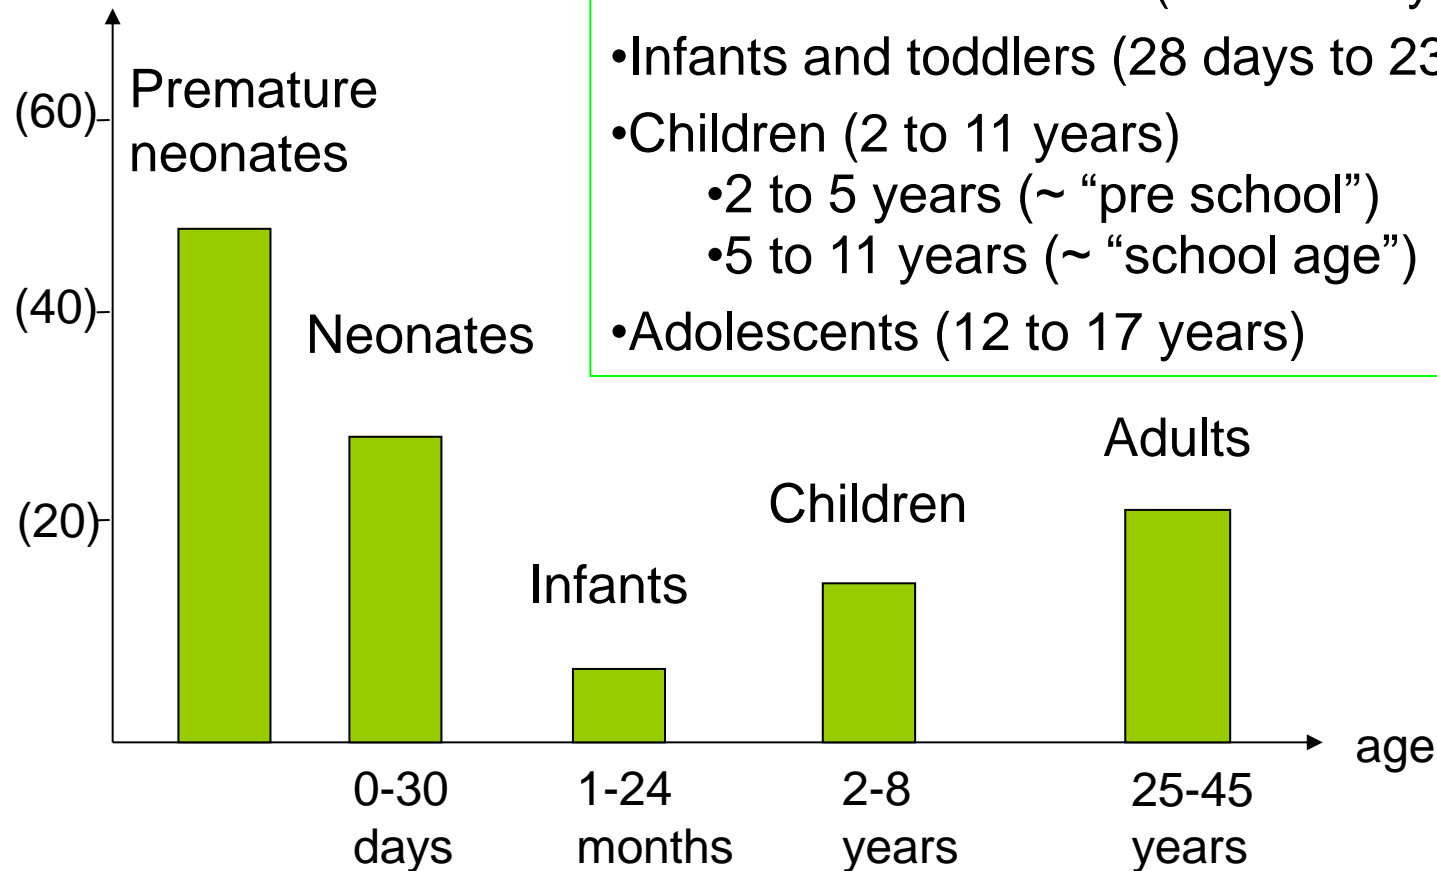 •Infants and toddlers (28 days to 23
•Children (2 to 11 years)
•2 to 5 years (~ “pre school”)
•5 to 11 years (~ “school age”)
•Adolescents (12 to 17 years)
(60)
Premature
neonates
(40)
Neonates
Adults
(20)
Children
Infants
age
0-30
days
1-24
months
2-8
years
25-45
years